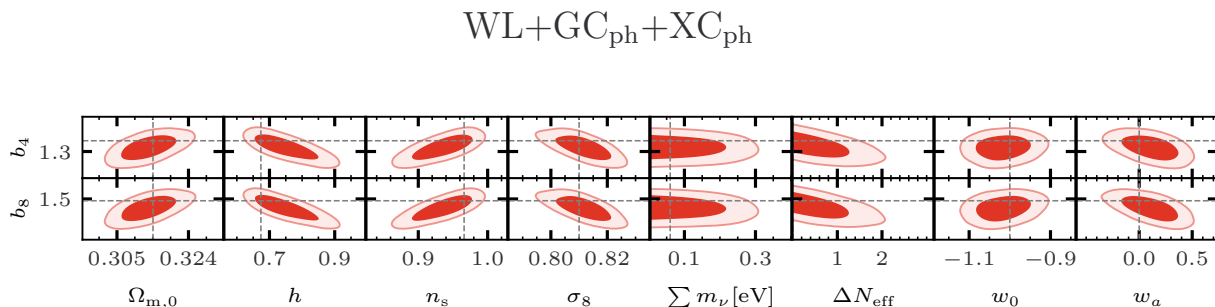 WL+GC_ph+XC_ph
b_4 1.3
b_8 1.5
0.305 0.324 0.7 0.9 0.9 1.0 0.80 0.82 0.1 0.3 1 2 −1.1 −0.9 0.0 0.5
Ω_m,0 h n_s σ_8 ∑ m_ν [eV] ΔN_eff w_0 w_a